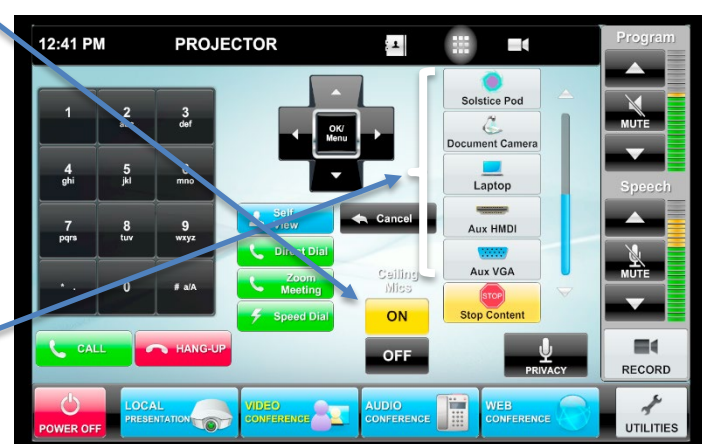 12:41 PM PROJECTOR
Program
1
2
abc
3
def
4
ghi
5
jkl
6
mno
7
pqrs
8
tuv
9
wxyz
* .
0
# a/A
OK/
Menu
Self
View
Cancel
Direct Dial
Zoom
Meeting
Speed Dial
Ceiling
Mics
ON
OFF
CALL
HANG-UP
Solstice Pod
Document Camera
Laptop
Aux HDMI
Aux VGA
STOP
Stop Content
PRIVACY
MUTE
Speech
MUTE
RECORD
POWER OFF
LOCAL
PRESENTATION
VIDEO
CONFERENCE
AUDIO
CONFERENCE
WEB
CONFERENCE
UTILITIES